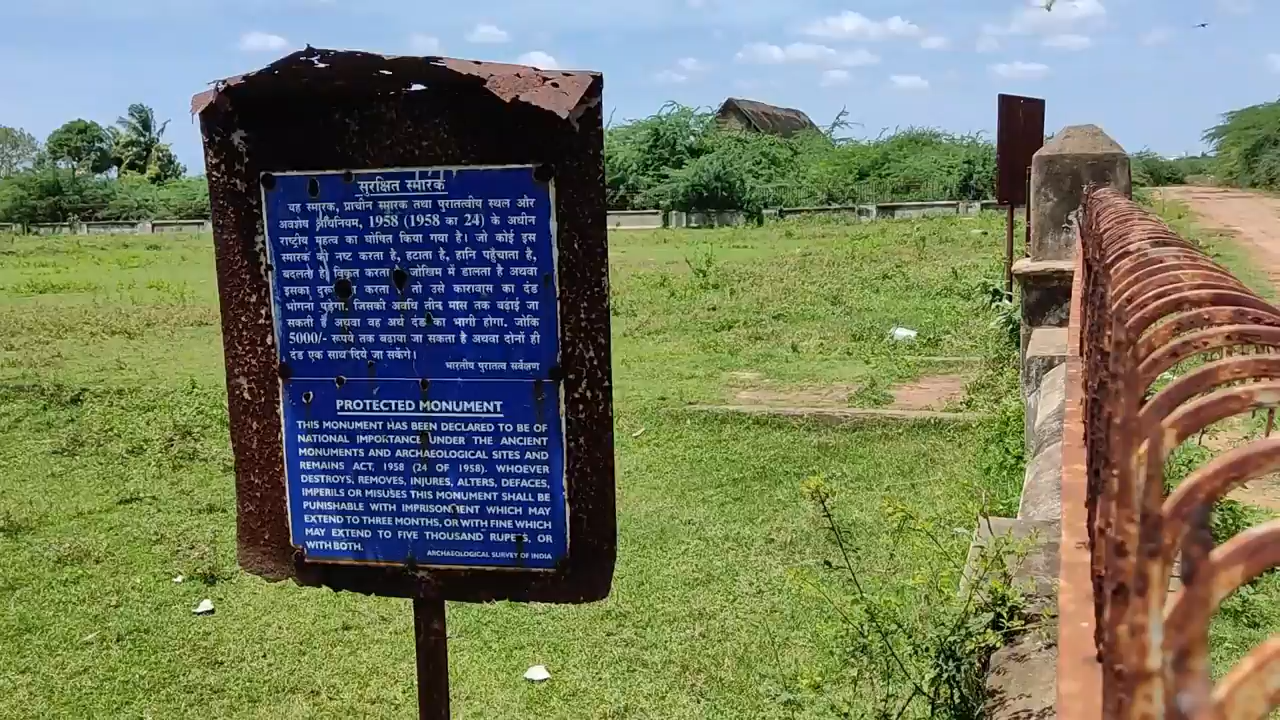 सुरक्षित स्मारक
यह स्मारक, प्राचीन स्मारक तथा पुरातत्वीय स्थल और
अवशेष अधिनियम, 1958 (1958 का 24) के अधीन
राष्ट्रीय महत्व का घोषित किया गया है। जो कोई इस
स्मारक को नष्ट करता है, हटाता है, हानि पहुँचाता है,
बदलता है, विकृत करता जोखिम में डालता है अथवा
इसका करता तो उसे कारावास का दंड
भोगना पड़ेगा, जिसकी अवधि तीन मास तक बढ़ाई जा
सकती है अथवा वह अर्थ दंड का भागी होगा, जोकि
5000/- रूपये तक बढाया जा सकता है अथवा दोनों ही
दंड एक साथ दिये जा सकेंगे।
भारतीय पुरातत्व सर्वेक्षण
PROTECTED MONUMENT
THIS MONUMENT HAS BEEN DECLARED TO BE OF
NATIONAL IMPORTANCE UNDER THE ANCIENT
MONUMENTS AND ARCHAEOLOGICAL SITES AND
REMAINS ACT, 1958 (24 OF 1958). WHOEVER
DESTROYS, REMOVES, INJURES, ALTERS, DEFACES,
IMPERILS OR MISUSES THIS MONUMENT SHALL BE
PUNISHABLE WITH IMPRISONMENT WHICH MAY
EXTEND TO THREE MONTHS, OR WITH FINE WHICH
MAY EXTEND TO FIVE THOUSAND RUPEES, OR
WITH BOTH.
ARCHAEOLOGICAL SURVEY OF INDIA